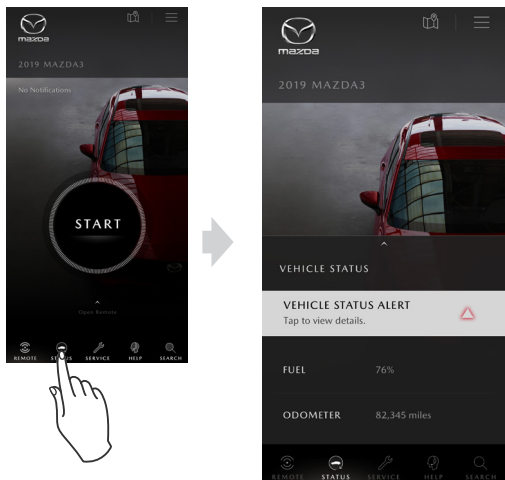 mazda
2019 MAZDA3
No Notifications
START
Open Remote
REMOTE
STATUS
SERVICE
HELP
SEARCH
mazda
2019 MAZDA3
VEHICLE STATUS
VEHICLE STATUS ALERT
Tap to view details.
FUEL 76%
ODOMETER 82,345 miles
REMOTE
STATUS
SERVICE
HELP
SEARCH